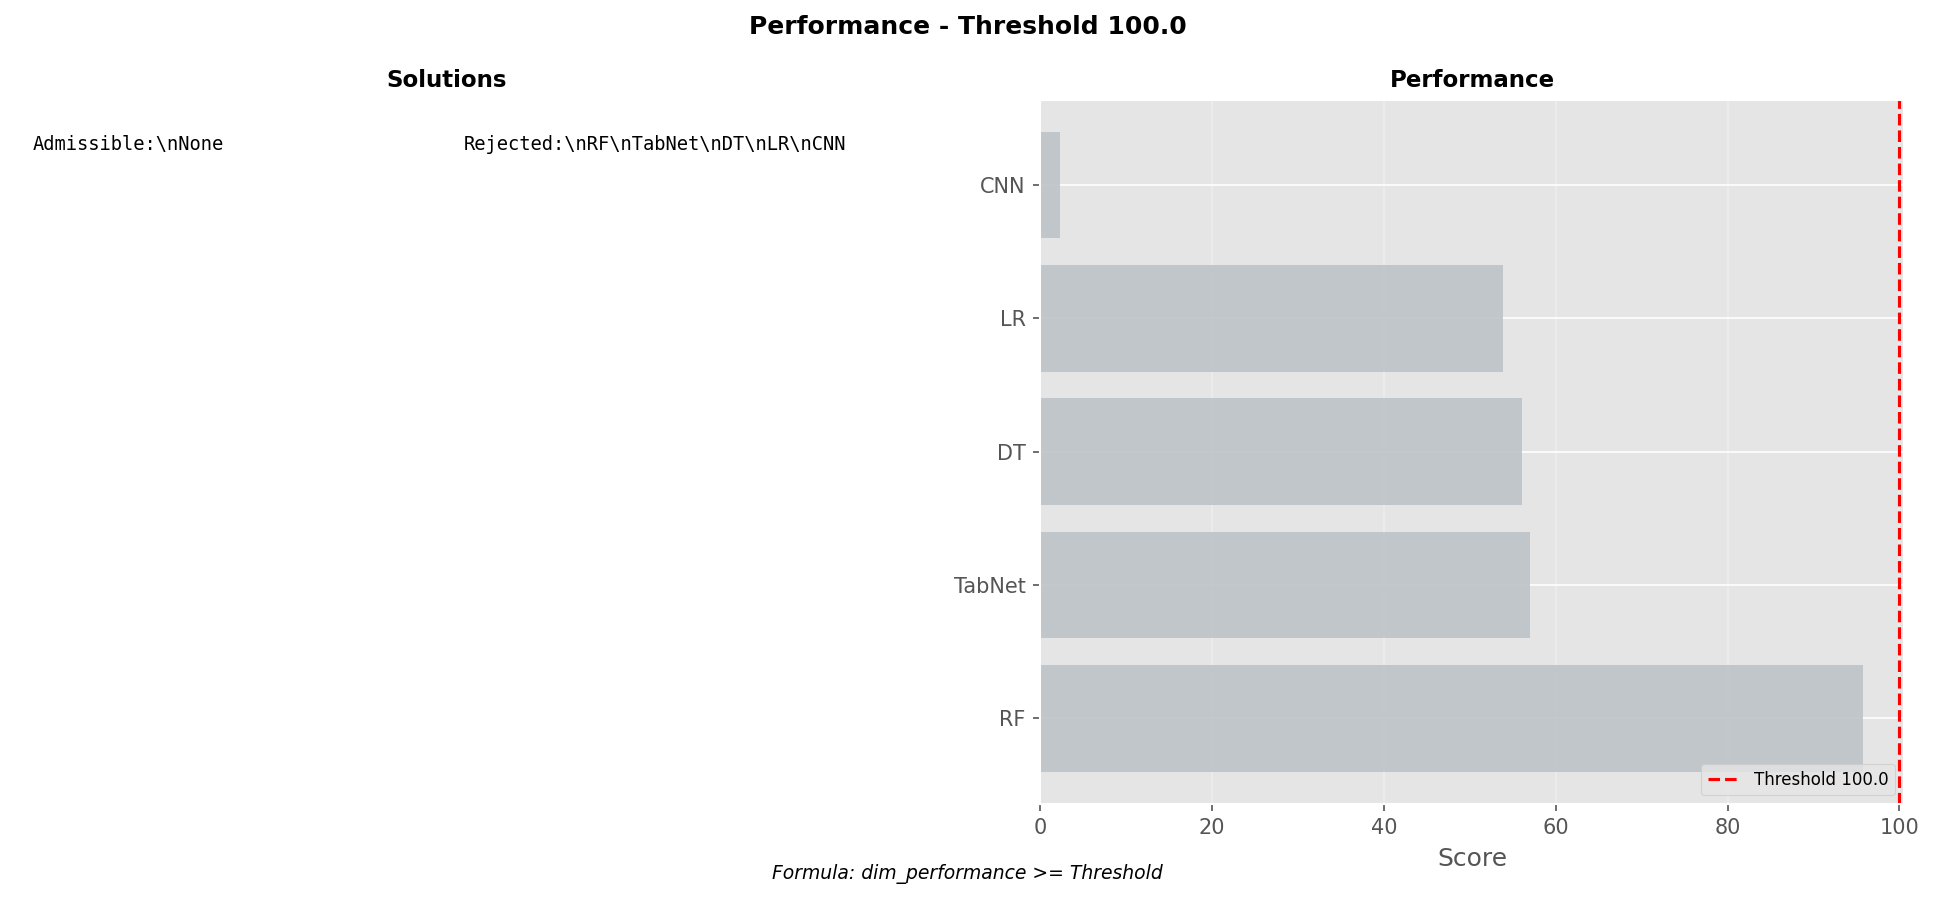 Performance - Threshold 100.0
Solutions
Admissible:\nNone
Rejected:\nRF\nTabNet\nDT\nLR\nCNN
Performance
CNN
LR
DT
TabNet
RF
Threshold 100.0
0 20 40 60 80 100
Score
Formula: dim_performance >= Threshold